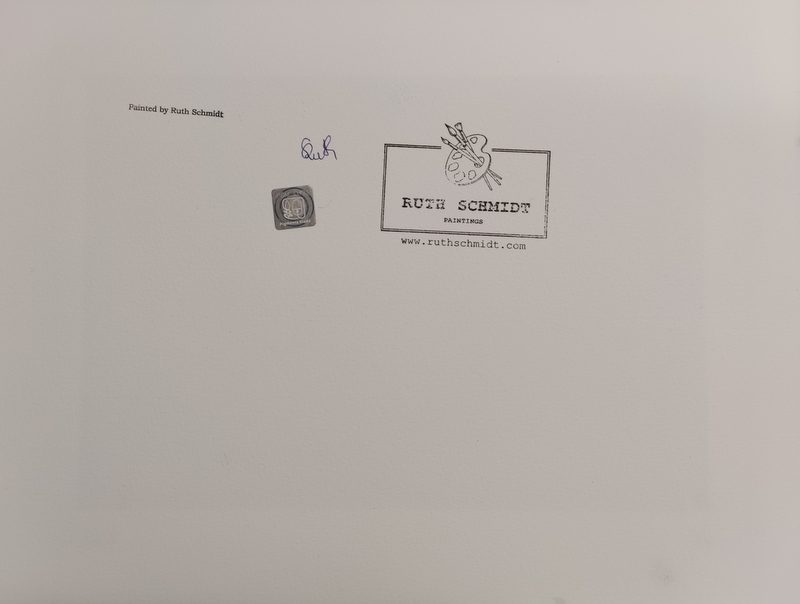 Painted by Ruth Schmidt
Ruth
RUTH SCHMIDT
PAINTINGS
www.ruthschmidt.com